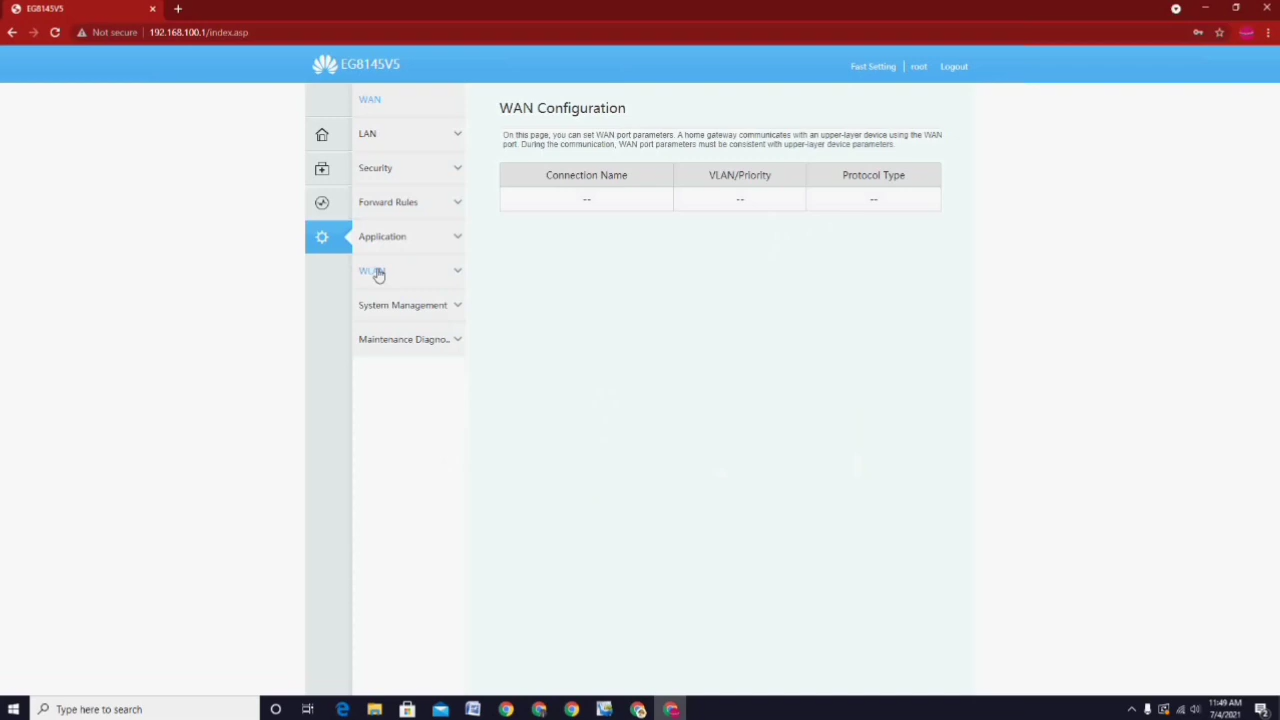 EG8145V5
Not secure
192.168.100.1/index.asp
EG8145V5
Fast Setting
root
Logout
WAN
LAN
Security
Forward Rules
Application
System Management
Maintenance Diagno...
WAN Configuration
On this page, you can set WAN port parameters. A home gateway communicates with an upper-layer device using the WAN
port. During the communication, WAN port parameters must be consistent with upper-layer device parameters.
Connection Name VLAN/Priority Protocol Type
-- -- --
Type here to search
11:49 AM
7/4/2021
2